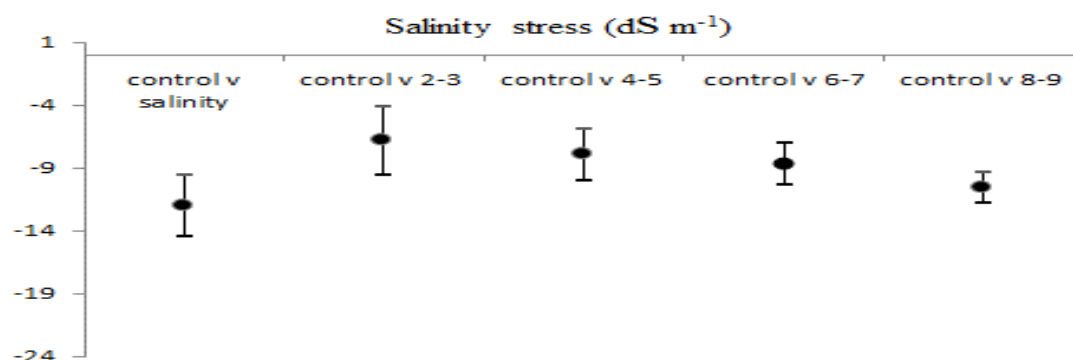 Salinity stress (dS m-1)
1
control v salinity
control v 2-3
control v 4-5
control v 6-7
control v 8-9
-4
-9
-14
-19
-24